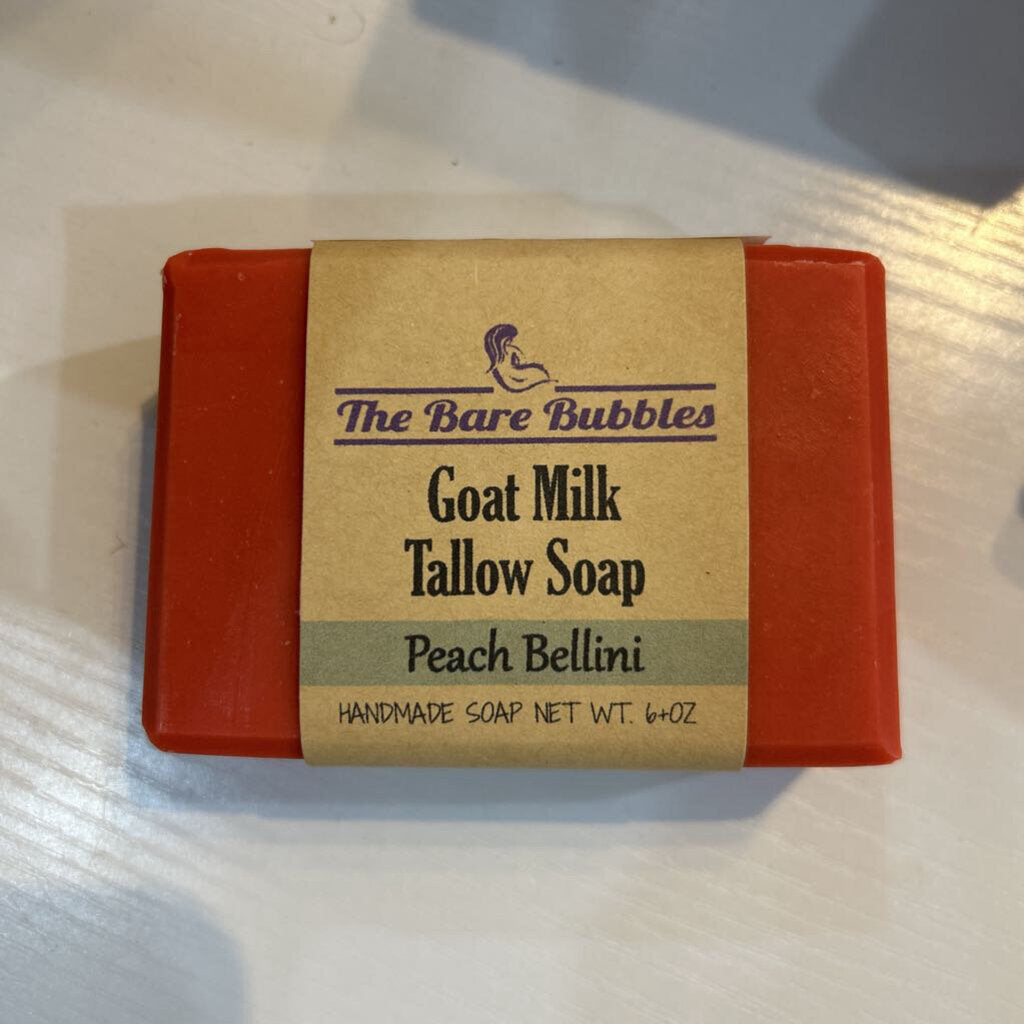 The Bare Bubbles
Goat Milk
Tallow Soap
Peach Bellini
HANDMADE SOAP NET WT. 6+OZ